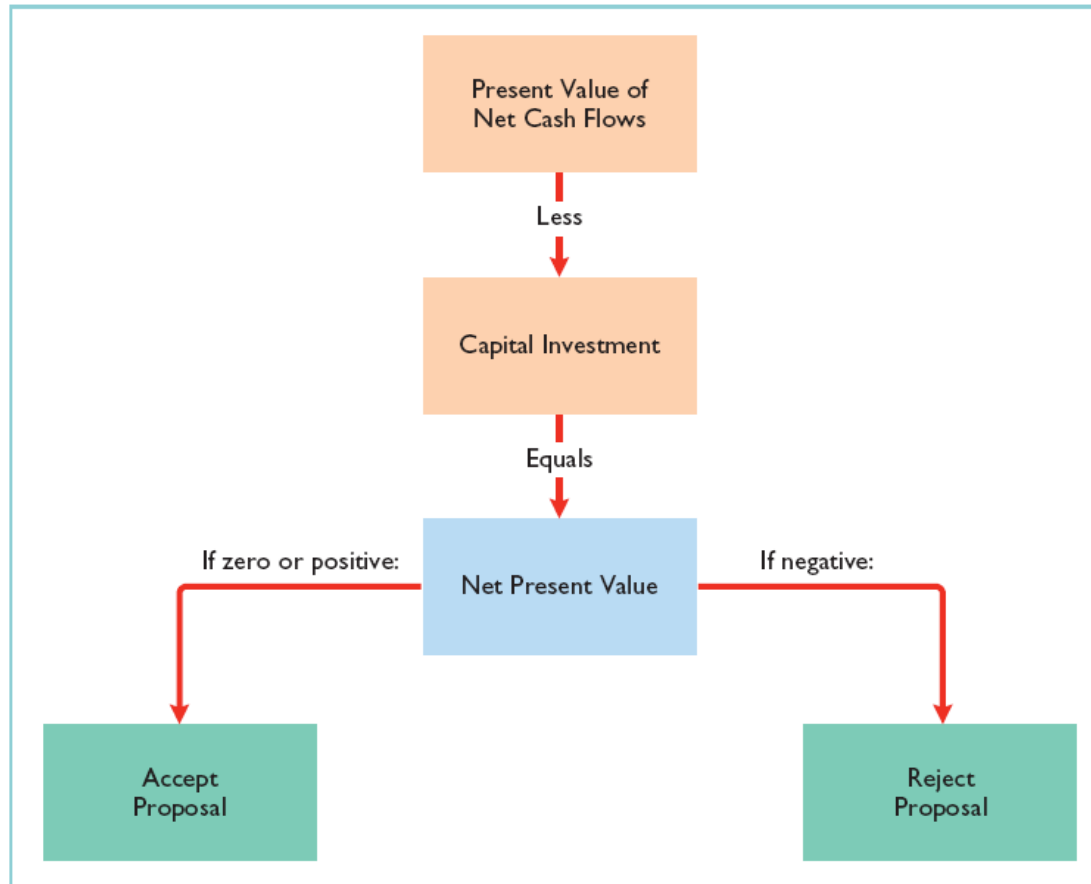 Present Value of
Net Cash Flows
Less
Capital Investment
Equals
If zero or positive:
If negative:
Net Present Value
Accept
Proposal
Reject
Proposal